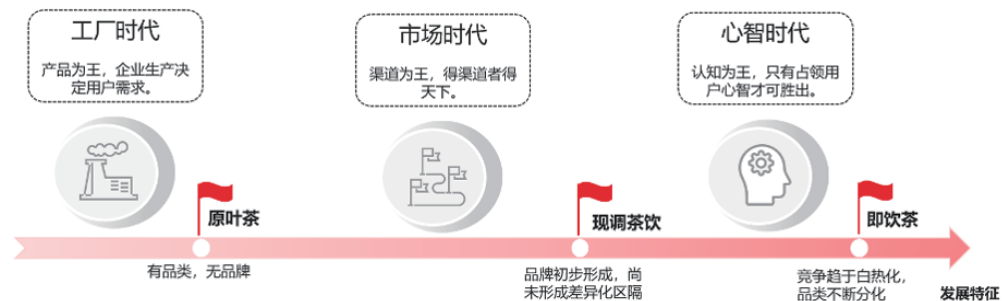 工厂时代
产品为王，企业生产决
定用户需求。
市场时代
渠道为王，得渠道者得
天下。
心智时代
认知为王，只有占领用
户心智才可胜出。
原叶茶
现调茶饮
即饮茶
有品类，无品牌
品牌初步形成，尚
未形成差异化区隔
竞争趋于白热化，
品类不断分化
发展特征